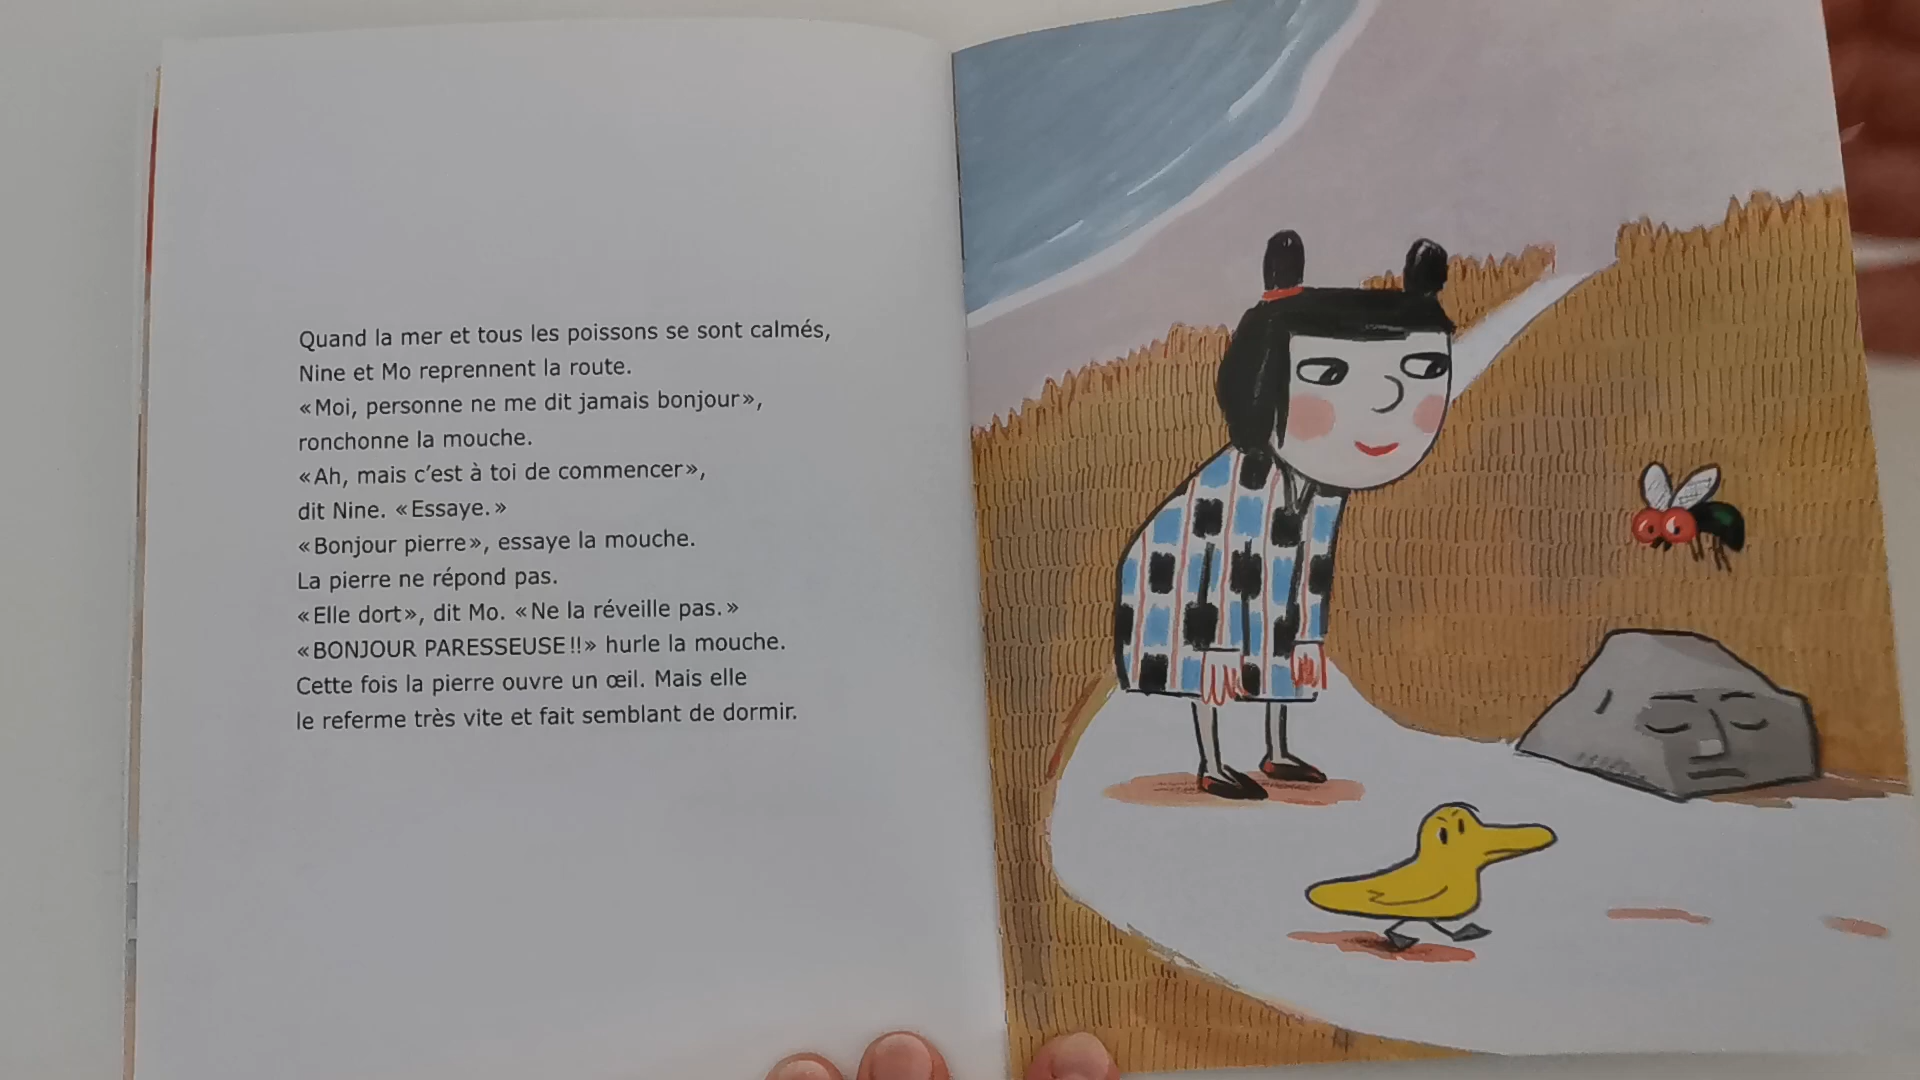 Quand la mer et tous les poissons se sont calmés,
Nine et Mo reprennent la route.
«Moi, personne ne me dit jamais bonjour»,
ronchonne la mouche.
«Ah, mais c’est à toi de commencer»,
dit Nine. «Essaye.»
«Bonjour pierre», essaye la mouche.
La pierre ne répond pas.
«Elle dort», dit Mo. «Ne la réveille pas.»
«BONJOUR PARESSEUSE!!» hurle la mouche.
Cette fois la pierre ouvre un œil. Mais elle
le referme très vite et fait semblant de dormir.